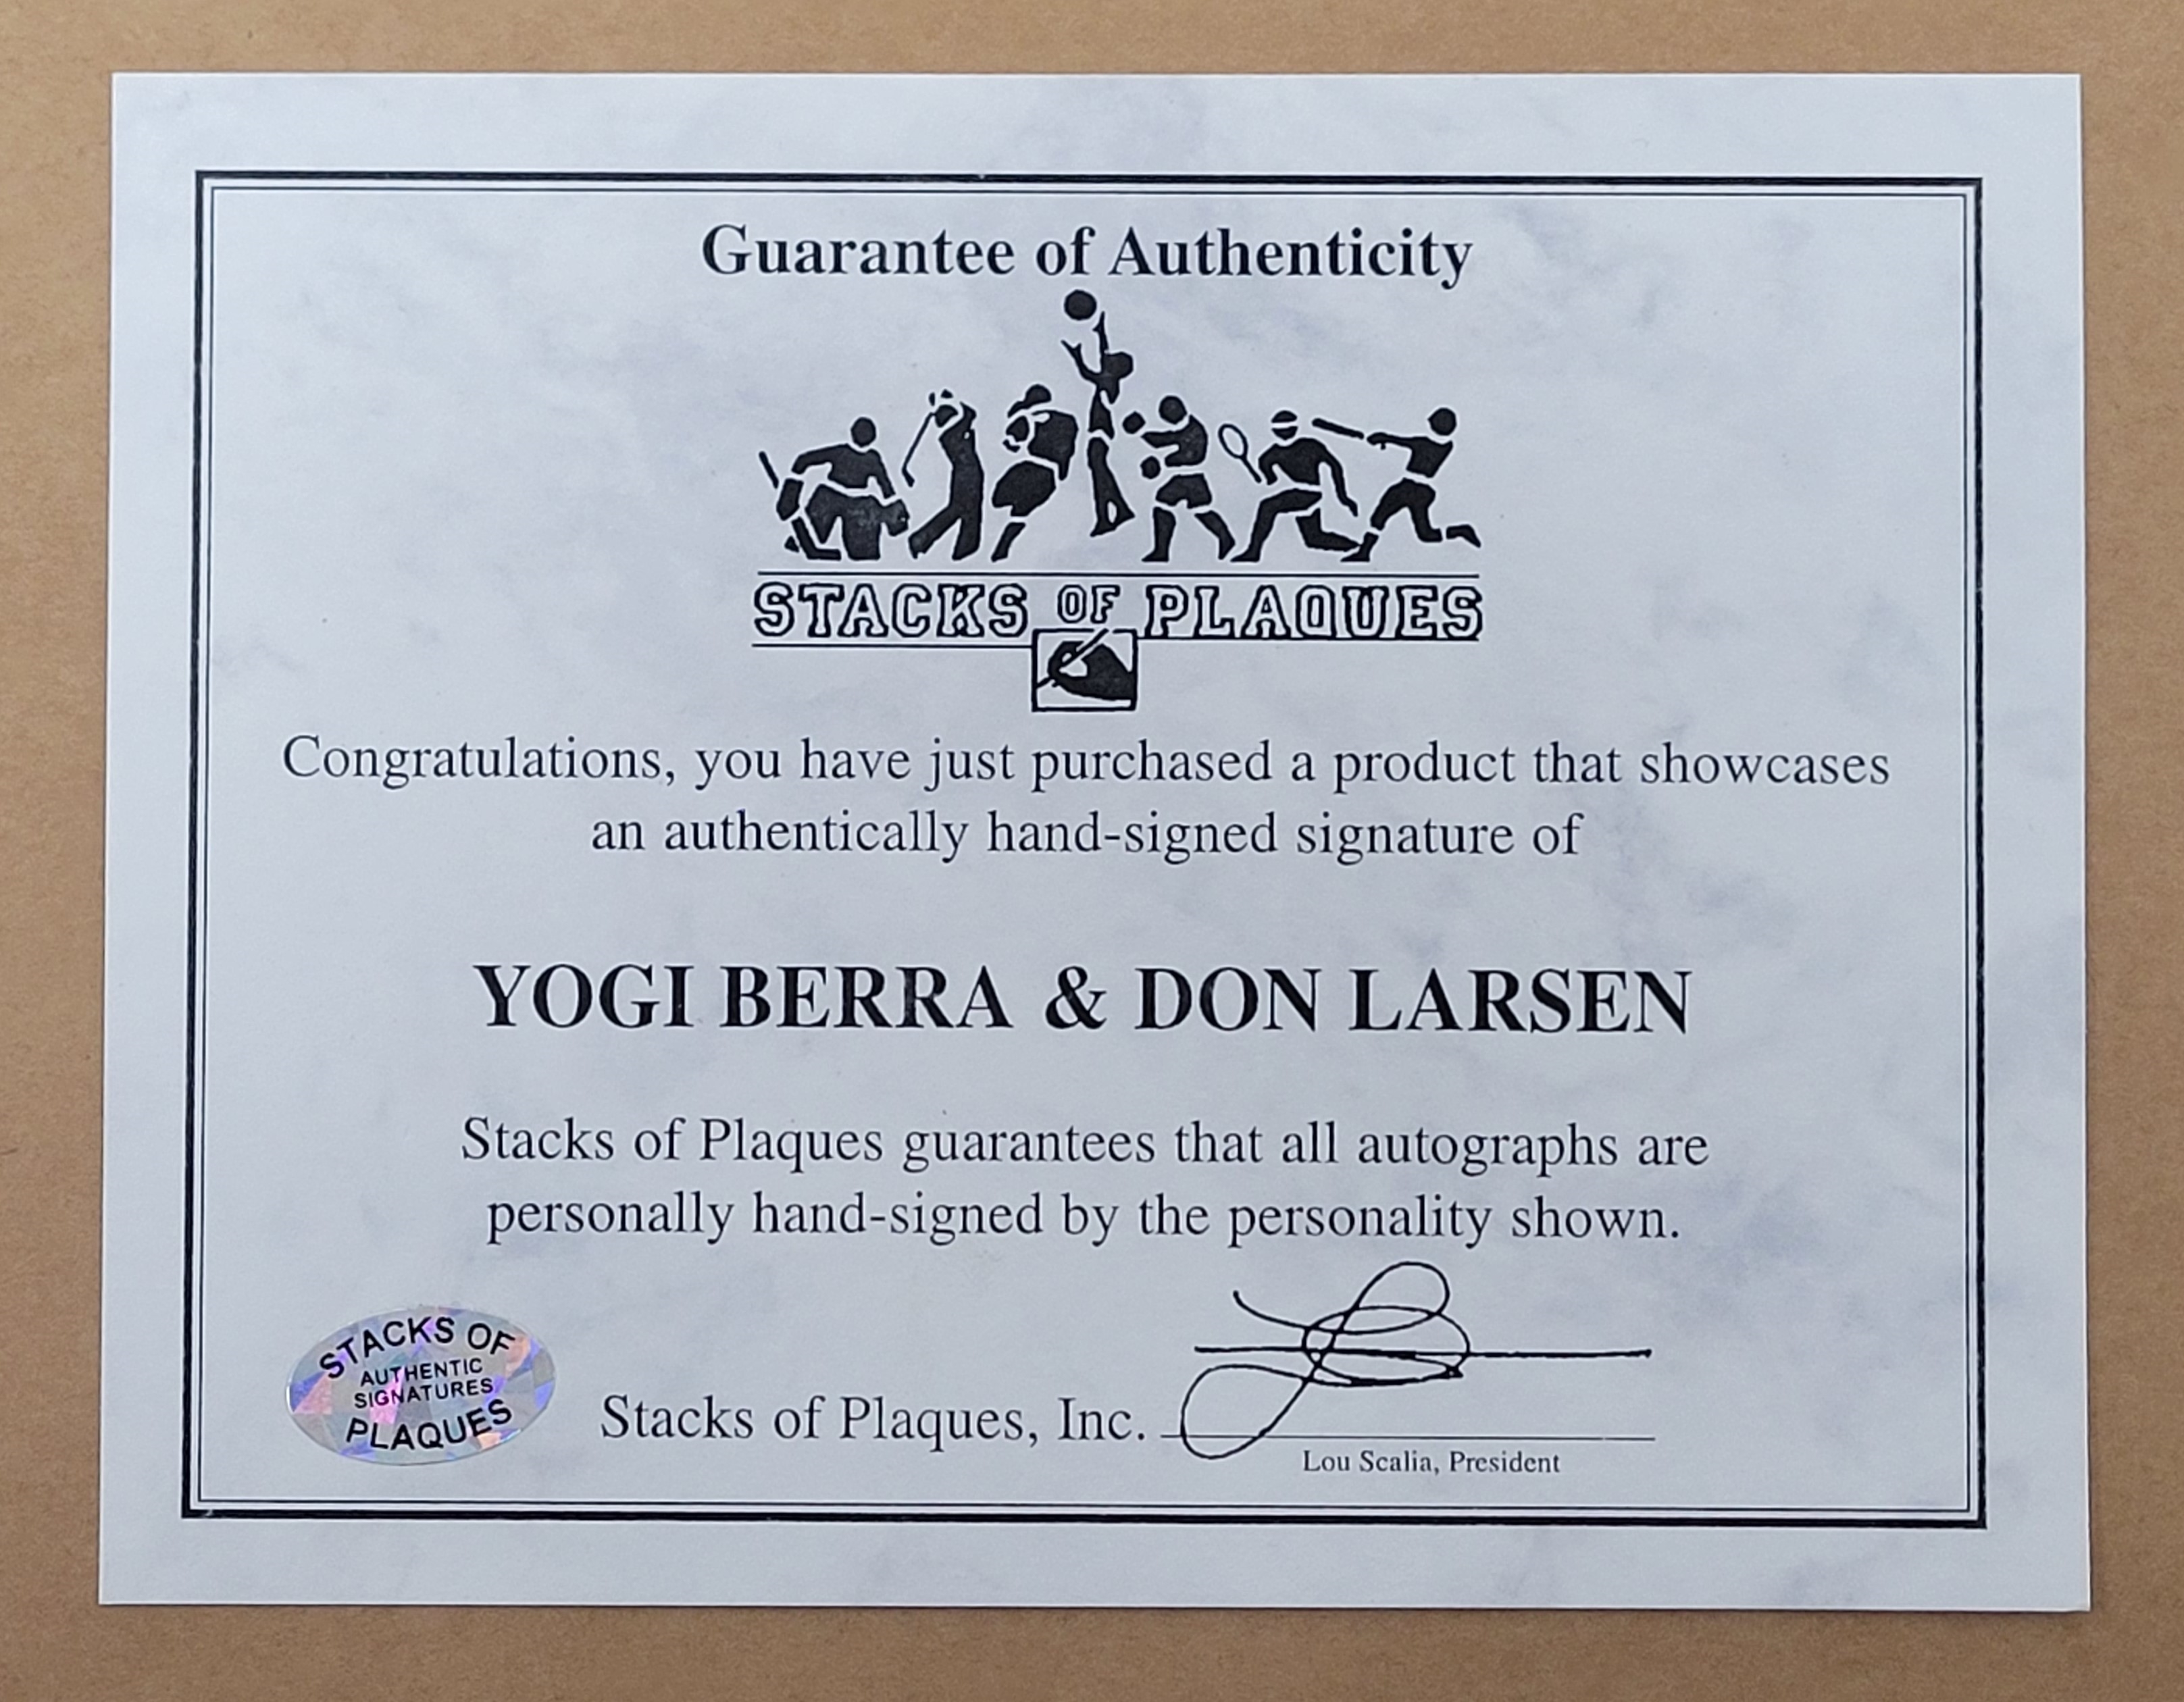 Guarantee of Authenticity
STACKS OF PLAQUES
Congratulations, you have just purchased a product that showcases
an authentically hand-signed signature of
YOGI BERRA & DON LARSEN
Stacks of Plaques guarantees that all autographs are
personally hand-signed by the personality shown.
STACKS OF
AUTHENTIC
SIGNATURES
PLAQUES
Stacks of Plaques, Inc.
Lou Scalia, President